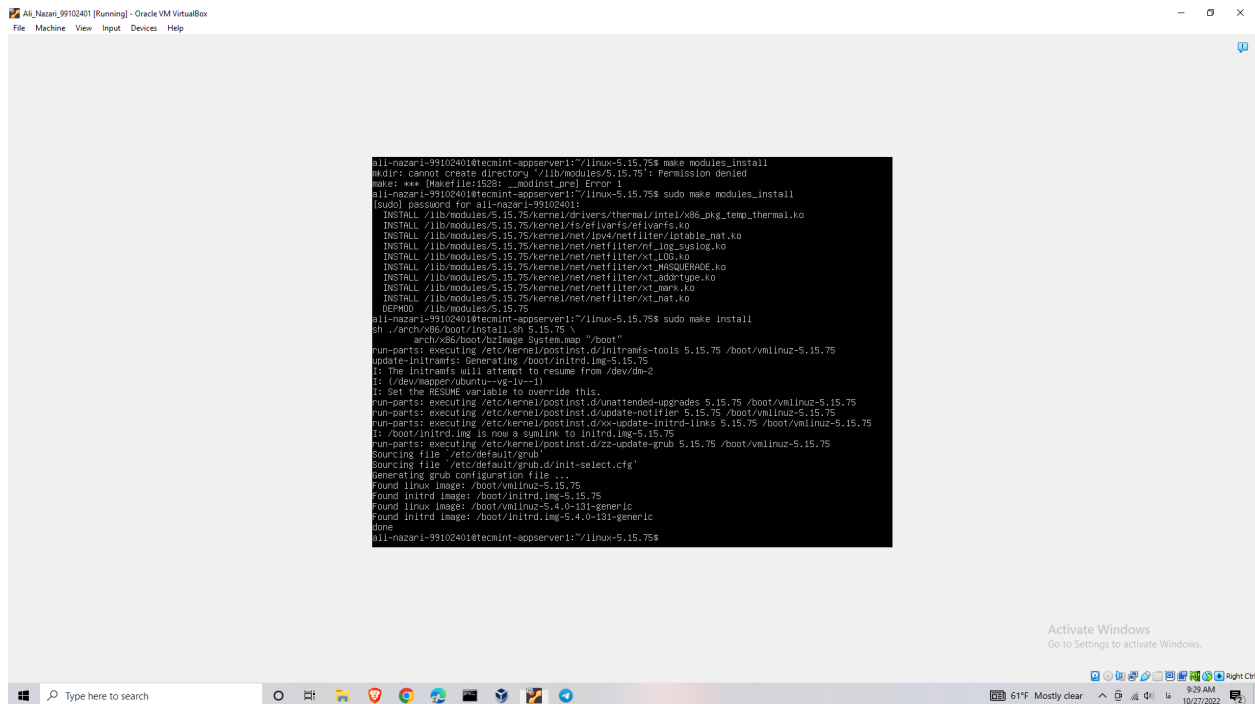 Ali_Nazari_99102401 [Running] - Oracle VM VirtualBox
File Machine View Input Devices Help
ali-nazari-99102401@tecmint-appserver1:~/linux-5.15.75$ make modules_install
mkdir: cannot create directory '/lib/modules/5.15.75': Permission denied
make: *** [Makefile:1528: __modinst_pre] Error 1
ali-nazari-99102401@tecmint-appserver1:~/linux-5.15.75$ sudo make modules_install
[sudo] password for ali-nazari-99102401:
  INSTALL /lib/modules/5.15.75/kernel/drivers/thermal/intel/x86_pkg_temp_thermal.ko
  INSTALL /lib/modules/5.15.75/kernel/fs/efivarfs/efivarfs.ko
  INSTALL /lib/modules/5.15.75/kernel/net/ipv4/netfilter/iptable_nat.ko
  INSTALL /lib/modules/5.15.75/kernel/net/netfilter/nf_log_syslog.ko
  INSTALL /lib/modules/5.15.75/kernel/net/netfilter/xt_LOG.ko
  INSTALL /lib/modules/5.15.75/kernel/net/netfilter/xt_MASQUERADE.ko
  INSTALL /lib/modules/5.15.75/kernel/net/netfilter/xt_addrtype.ko
  INSTALL /lib/modules/5.15.75/kernel/net/netfilter/xt_mark.ko
  INSTALL /lib/modules/5.15.75/kernel/net/netfilter/xt_nat.ko
  DEPMOD  /lib/modules/5.15.75
ali-nazari-99102401@tecmint-appserver1:~/linux-5.15.75$ sudo make install
sh ./arch/x86/boot/install.sh 5.15.75 \
        arch/x86/boot/bzImage System.map "/boot"
run-parts: executing /etc/kernel/postinst.d/initramfs-tools 5.15.75 /boot/vmlinuz-5.15.75
update-initramfs: Generating /boot/initrd.img-5.15.75
I: The initramfs will attempt to resume from /dev/dm-2
I: (/dev/mapper/ubuntu--vg-lv--1)
I: Set the RESUME variable to override this.
run-parts: executing /etc/kernel/postinst.d/unattended-upgrades 5.15.75 /boot/vmlinuz-5.15.75
run-parts: executing /etc/kernel/postinst.d/update-notifier 5.15.75 /boot/vmlinuz-5.15.75
run-parts: executing /etc/kernel/postinst.d/xx-update-initrd-links 5.15.75 /boot/vmlinuz-5.15.75
I: /boot/initrd.img is now a symlink to initrd.img-5.15.75
run-parts: executing /etc/kernel/postinst.d/zz-update-grub 5.15.75 /boot/vmlinuz-5.15.75
Sourcing file `/etc/default/grub'
Sourcing file `/etc/default/grub.d/init-select.cfg'
Generating grub configuration file ...
Found linux image: /boot/vmlinuz-5.15.75
Found initrd image: /boot/initrd.img-5.15.75
Found linux image: /boot/vmlinuz-5.4.0-131-generic
Found initrd image: /boot/initrd.img-5.4.0-131-generic
done
ali-nazari-99102401@tecmint-appserver1:~/linux-5.15.75$
Activate Windows
Go to Settings to activate Windows.
Right Ctrl
Type here to search
61°F Mostly clear
فا
9:29 AM
10/27/2022
2